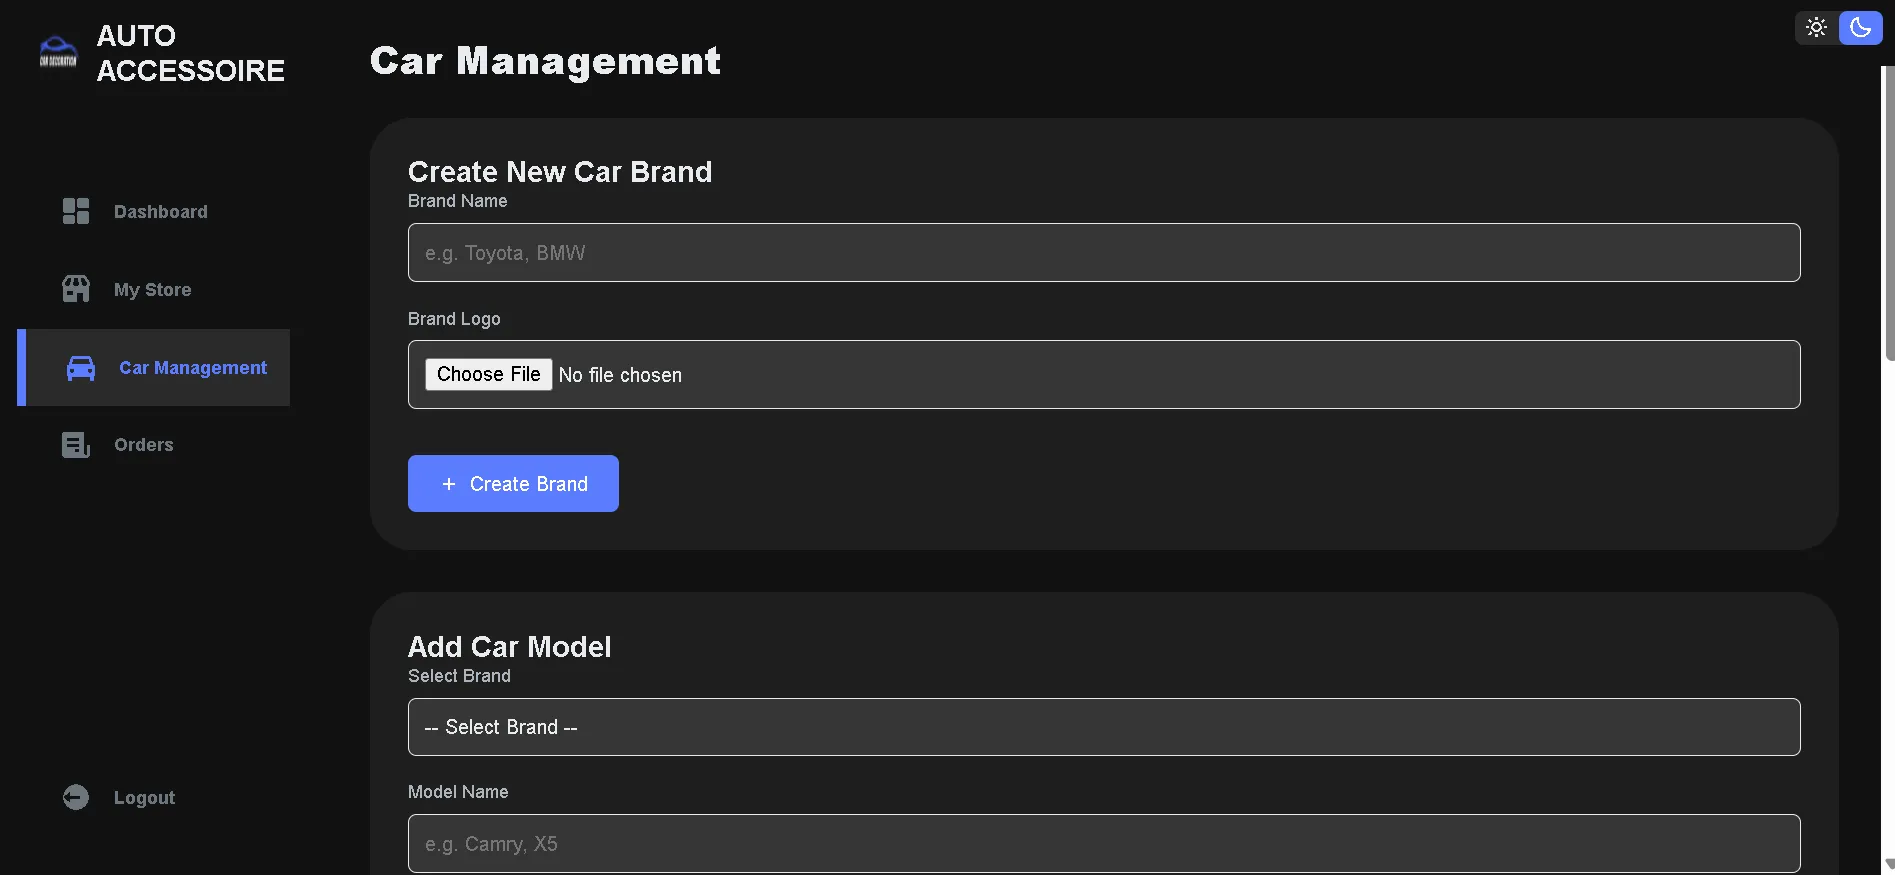 AUTO
ACCESSOIRE
CAR DECORATION
Dashboard
My Store
Car Management
Orders
Logout
Car Management
Create New Car Brand
Brand Name
e.g. Toyota, BMW
Brand Logo
Choose File No file chosen
+ Create Brand
Add Car Model
Select Brand
-- Select Brand --
Model Name
e.g. Camry, X5